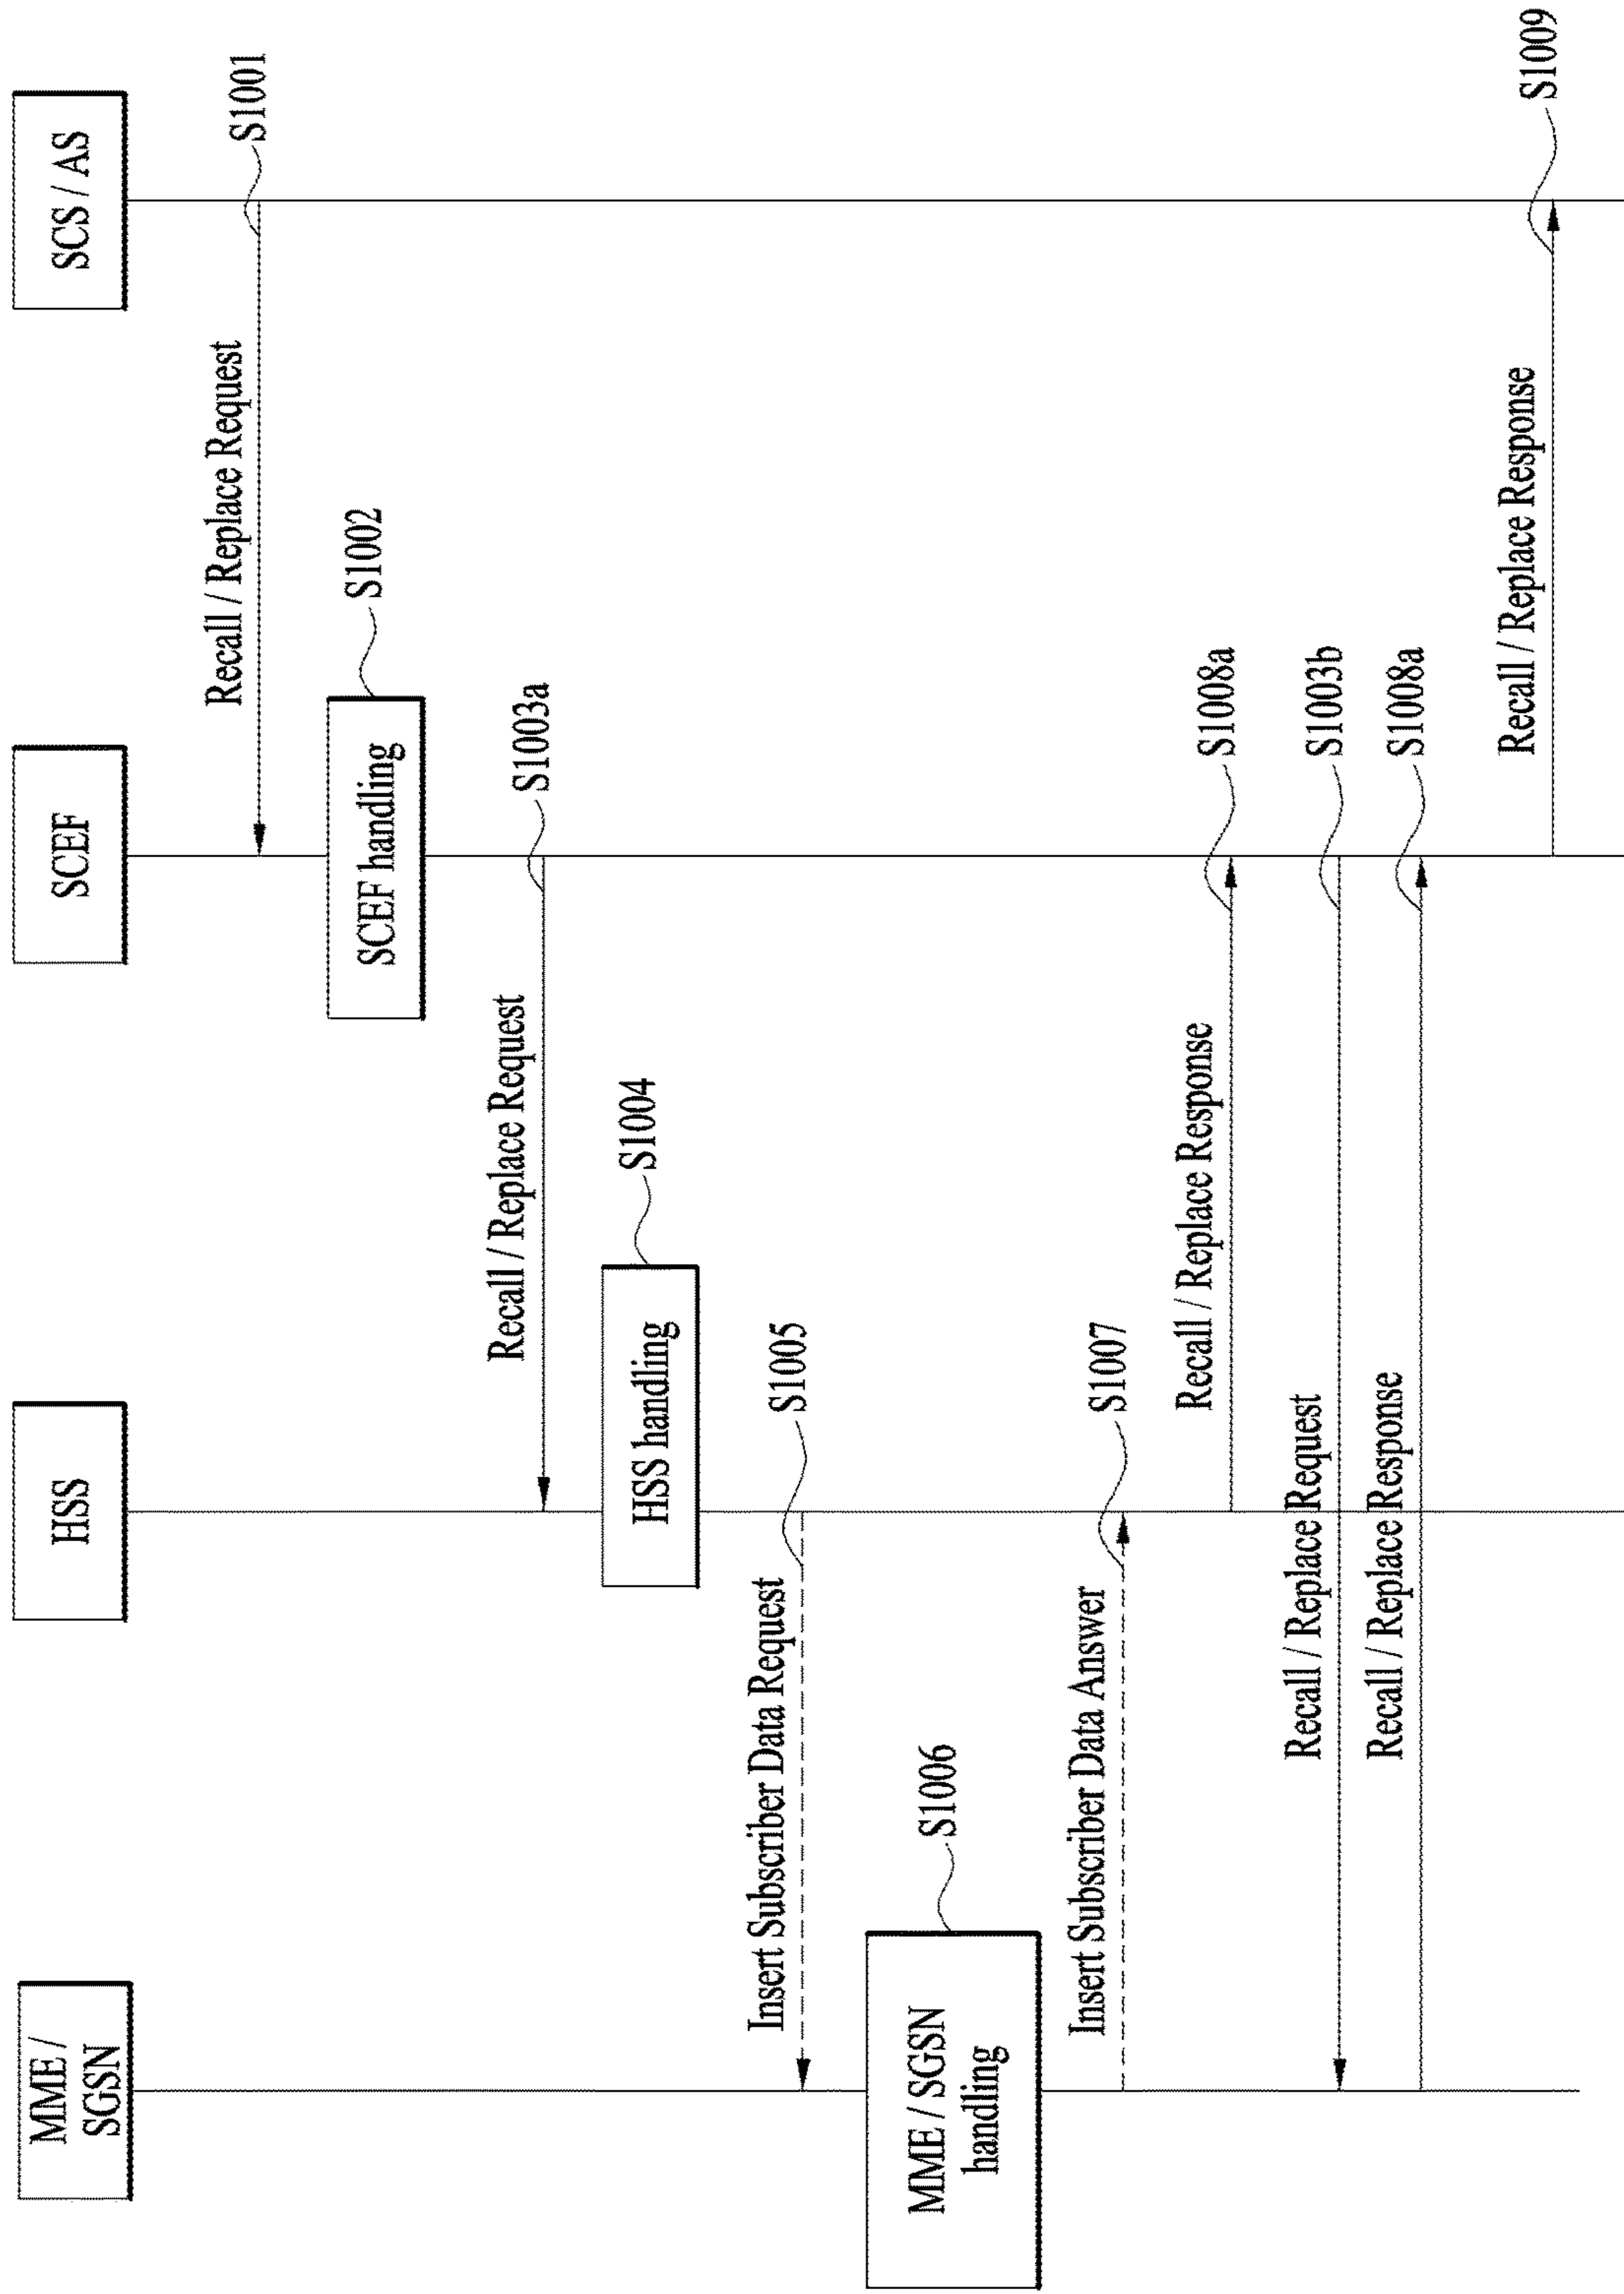 MME /
SGSN
HSS
SCEF
SCS / AS
Recall / Replace Request
S1001
SCEF handling
S1002
Recall / Replace Request
S1003a
HSS handling
S1004
Insert Subscriber Data Request
S1005
MME / SGSN
handling
S1006
Insert Subscriber Data Answer
S1007
Recall / Replace Response
S1008a
Recall / Replace Request
S1003b
Recall / Replace Response
S1008a
Recall / Replace Response
S1009